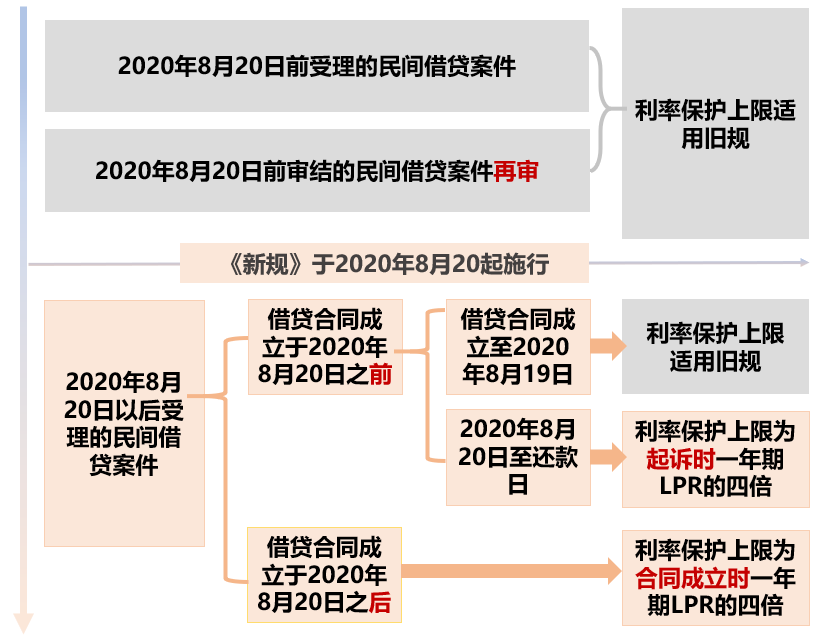 2020年8月20日前受理的民间借贷案件
利率保护上限适
用旧规
2020年8月20日前审结的民间借贷案件再审
《新规》于2020年8月20起施行
2020年8月
20日以后受
理的民间借
贷案件
借贷合同成
立于2020年
8月20日之前
借贷合同成
立至2020
年8月19日
利率保护上限
适用旧规
2020年8月
20日至还款
日
利率保护上限为
起诉时一年期
LPR的四倍
借贷合同成
立于2020年
8月20日之后
利率保护上限为
合同成立时一年
期LPR的四倍